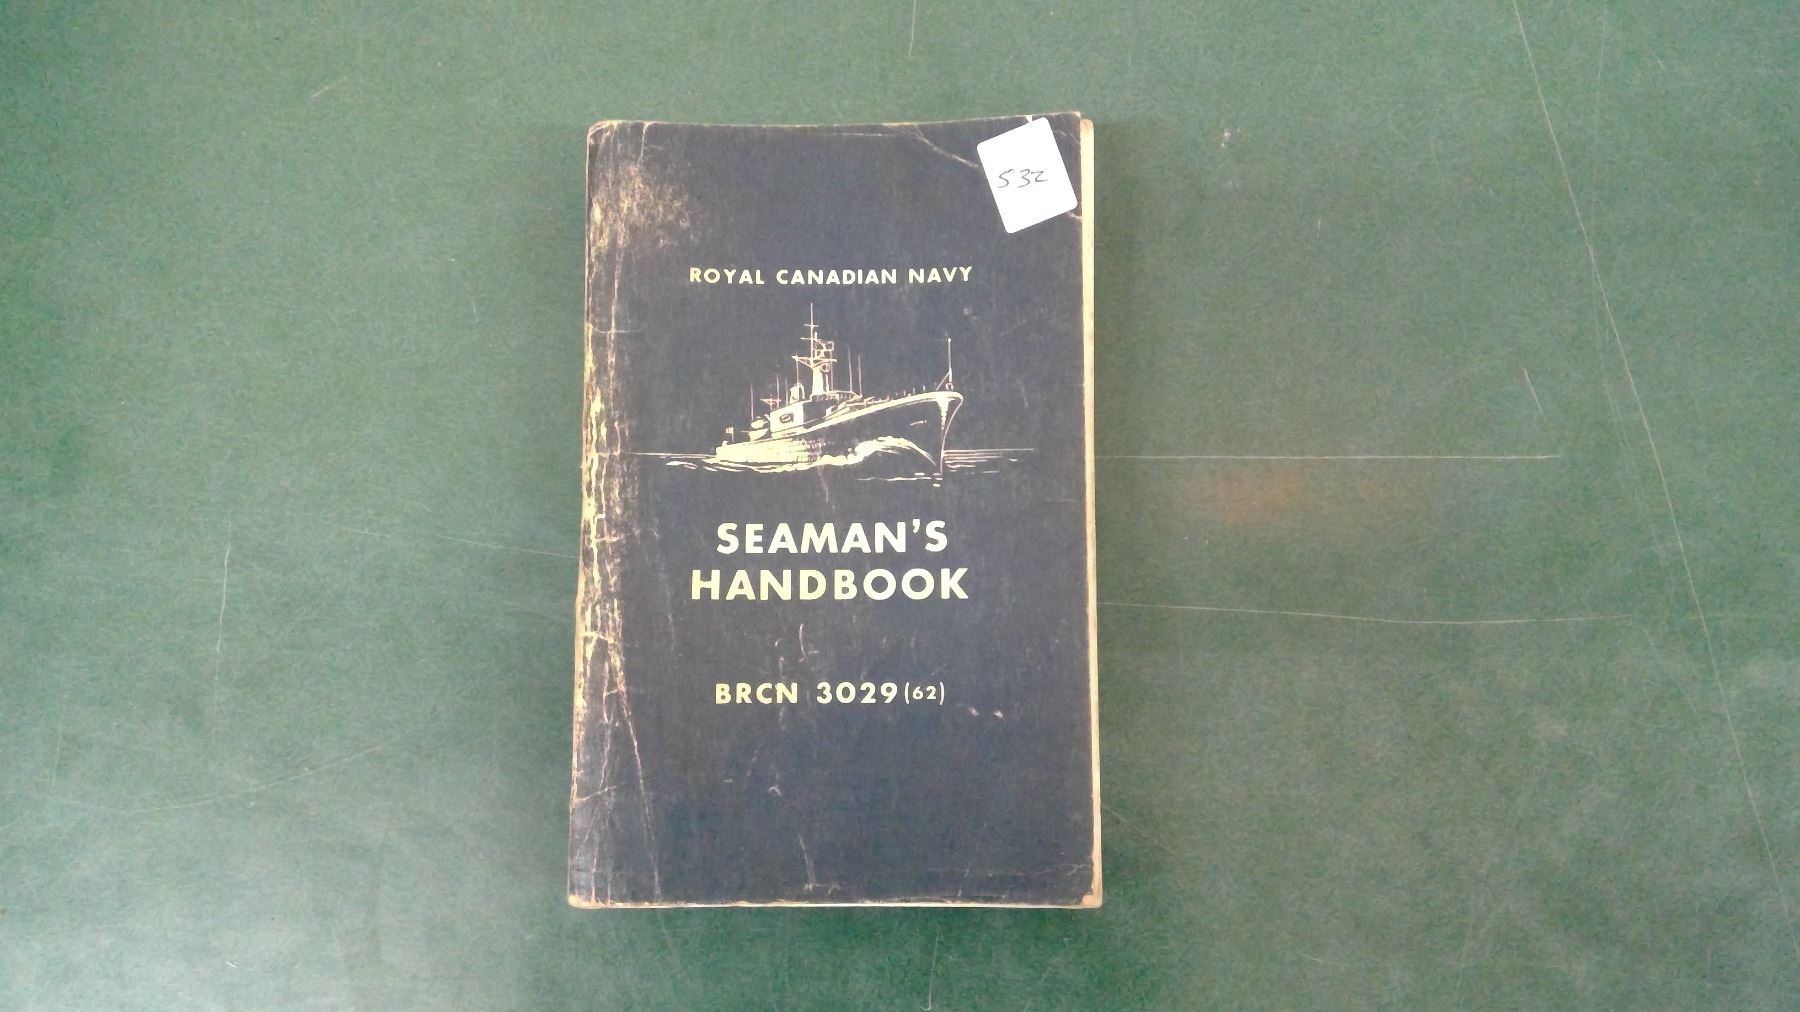 532
ROYAL CANADIAN NAVY
SEAMAN'S
HANDBOOK
BRCN 3029(62)